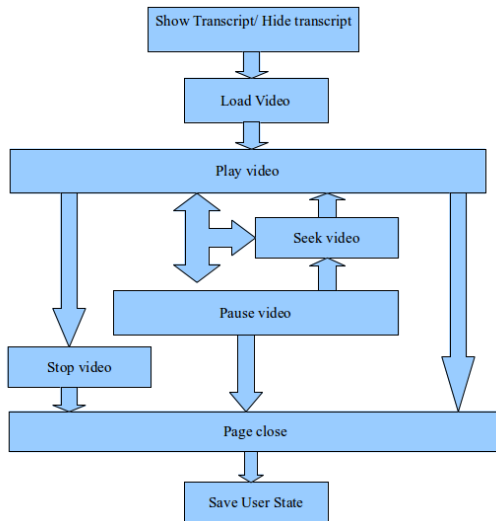 Show Transcript/ Hide transcript
Load Video
Play video
Seek video
Pause video
Stop video
Page close
Save User State